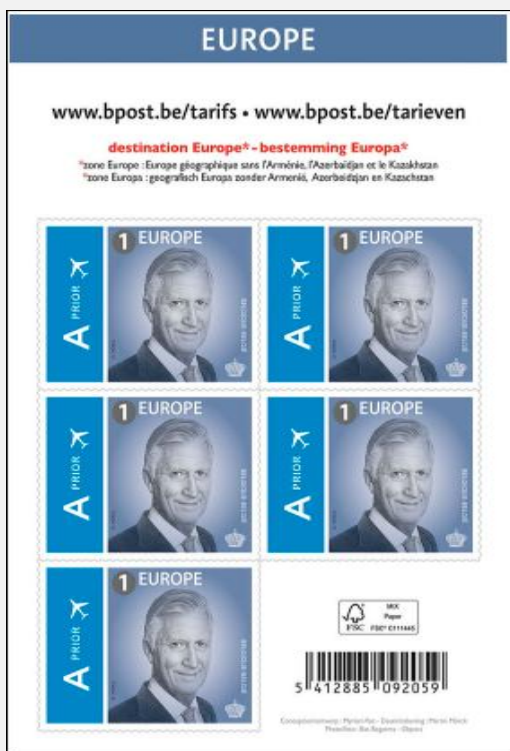 EUROPE
www.bpost.be/tarifs • www.bpost.be/tarieven
destination Europe* - bestemming Europa*
*zone Europe : Europe géographique sans l'Arménie, l'Azerbaïdjan et le Kazakhstan
*zone Europa : geografisch Europa zonder Armenië, Azerbeidzjan en Kazachstan
A PRIOR 1 EUROPE
A PRIOR 1 EUROPE
A PRIOR 1 EUROPE
A PRIOR 1 EUROPE
A PRIOR 1 EUROPE
FSC
MIX
Paper
FSC® C111445
5 412885 092059